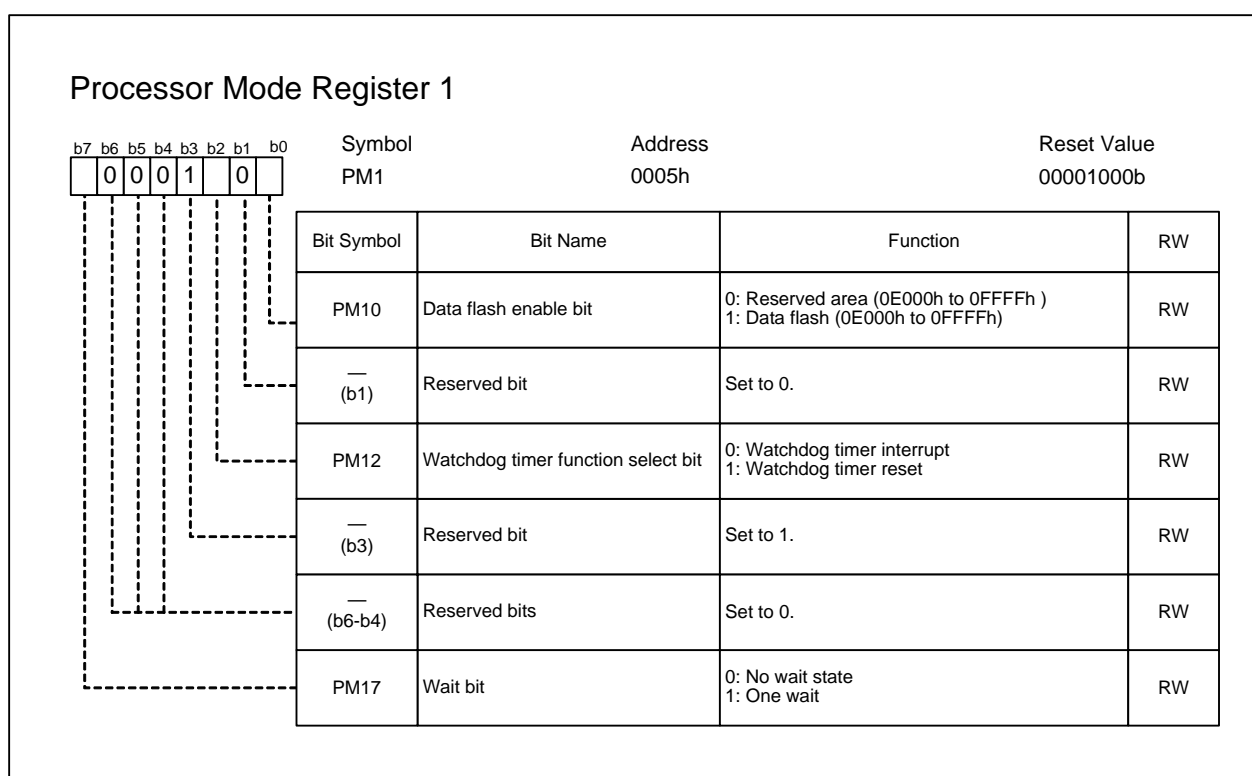 Processor Mode Register 1
b7 b6 b5 b4 b3 b2 b1 b0
0 0 0 1 0
Symbol Address Reset Value
PM1 0005h 00001000b
Bit Symbol Bit Name Function RW
PM10 Data flash enable bit 0: Reserved area (0E000h to 0FFFFh )
1: Data flash (0E000h to 0FFFFh) RW
—
(b1) Reserved bit Set to 0. RW
PM12 Watchdog timer function select bit 0: Watchdog timer interrupt
1: Watchdog timer reset RW
—
(b3) Reserved bit Set to 1. RW
—
(b6-b4) Reserved bits Set to 0. RW
PM17 Wait bit 0: No wait state
1: One wait RW